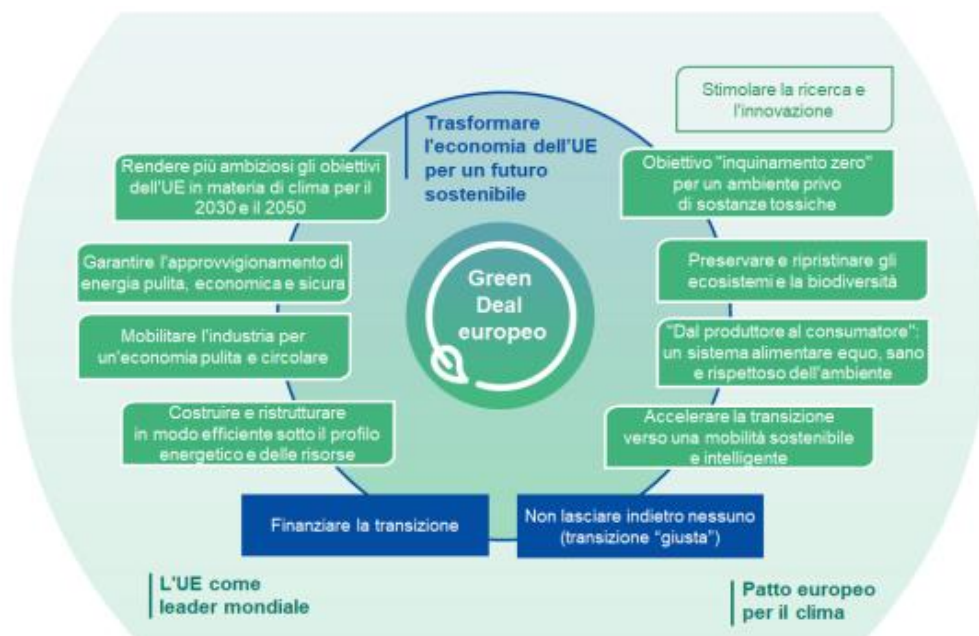 Stimolare la ricerca e
l'innovazione
Trasformare
l'economia dell'UE
per un futuro
sostenibile
Rendere più ambiziosi gli obiettivi
dell'UE in materia di clima per il
2030 e il 2050
Obiettivo "inquinamento zero"
per un ambiente privo
di sostanze tossiche
Garantire l'approvvigionamento di
energia pulita, economica e sicura
Preservare e ripristinare gli
ecosistemi e la biodiversità
Green
Deal
europeo
Mobilitare l'industria per
un'economia pulita e circolare
"Dal produttore al consumatore":
un sistema alimentare equo, sano
e rispettoso dell'ambiente
Costruire e ristrutturare
in modo efficiente sotto il profilo
energetico e delle risorse
Accelerare la transizione
verso una mobilità sostenibile
e intelligente
Finanziare la transizione
Non lasciare indietro nessuno
(transizione "giusta")
L'UE come
leader mondiale
Patto europeo
per il clima